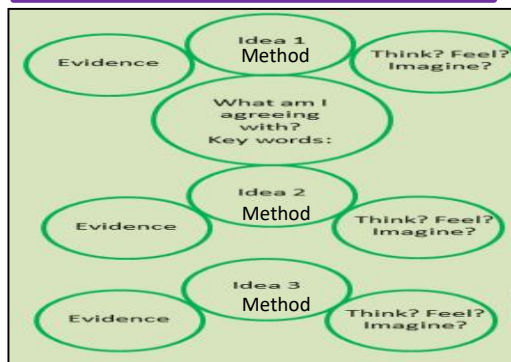 Idea 1
Method
Evidence
Think? Feel?
Imagine?
What am I
agreeing
with?
Key words:
Idea 2
Method
Evidence
Think? Feel?
Imagine?
Idea 3
Method
Evidence
Think? Feel?
Imagine?